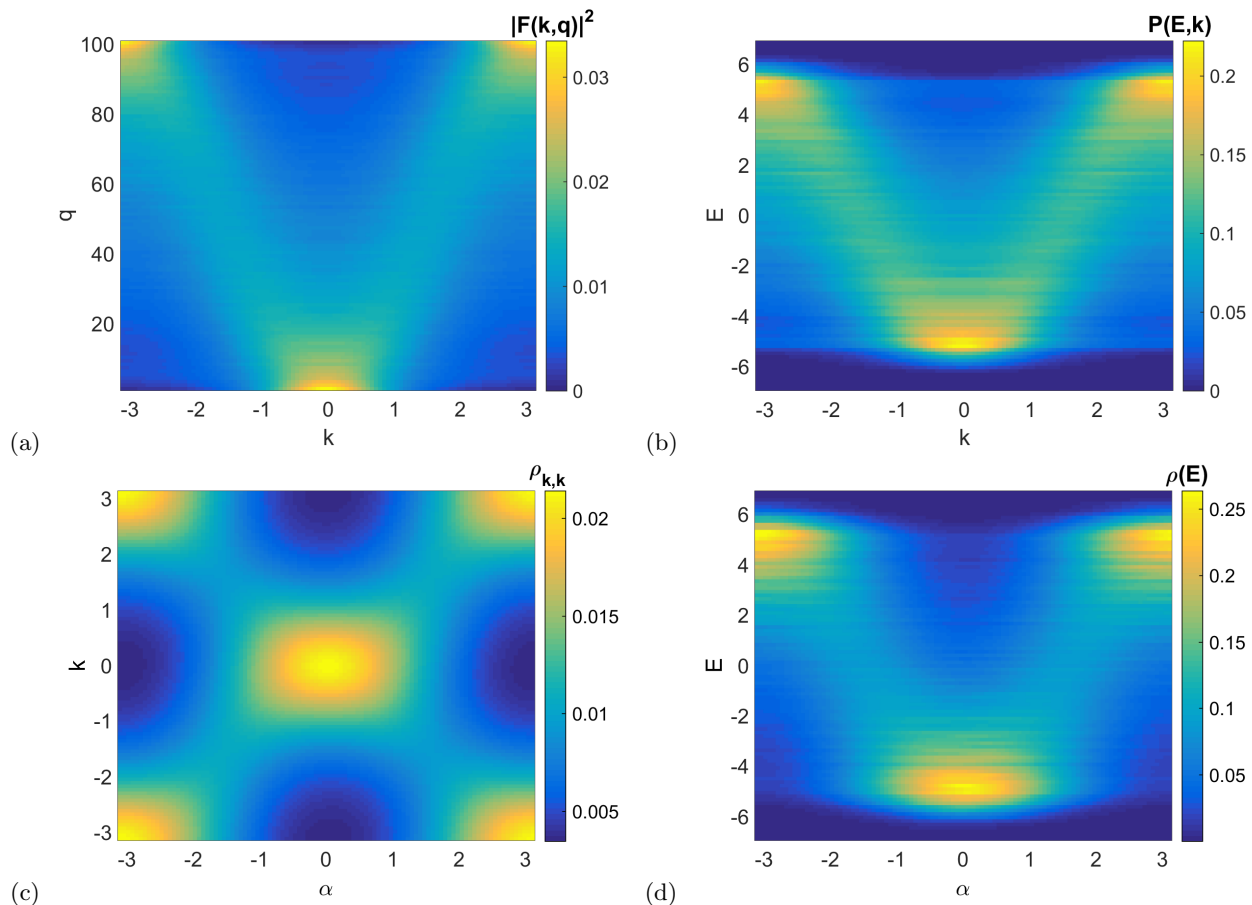 |F(k,q)|²
100
80
60
40
20
q
-3 -2 -1 0 1 2 3
k
0.03
0.02
0.01
0
(a)
P(E,k)
6
4
2
0
-2
-4
-6
E
-3 -2 -1 0 1 2 3
k
0.2
0.15
0.1
0.05
0
(b)
ρk,k
3
2
1
0
-1
-2
-3
k
-3 -2 -1 0 1 2 3
α
0.02
0.015
0.01
0.005
(c)
ρ(E)
6
4
2
0
-2
-4
-6
E
-3 -2 -1 0 1 2 3
α
0.25
0.2
0.15
0.1
0.05
(d)